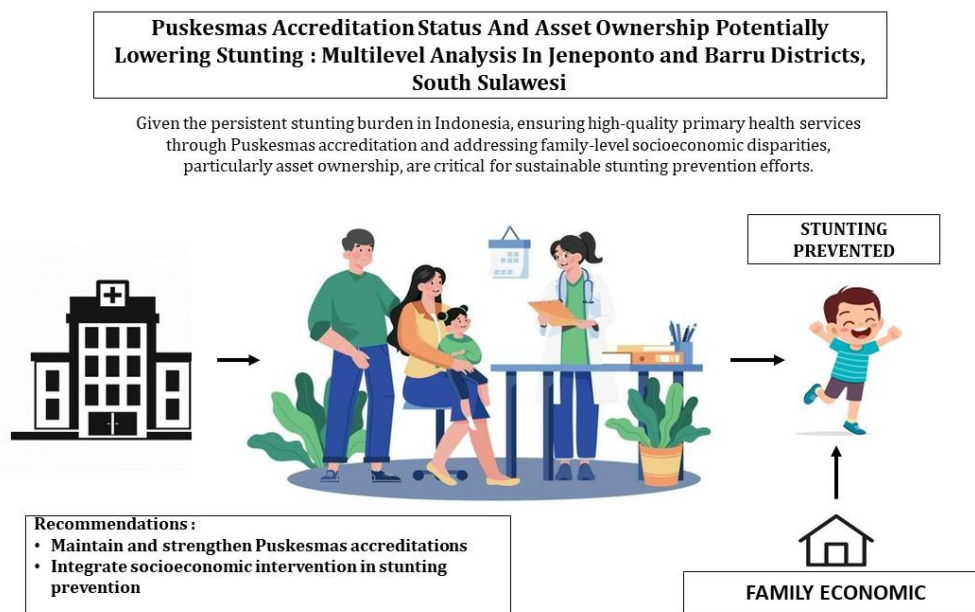 Puskesmas Accreditation Status And Asset Ownership Potentially
Lowering Stunting : Multilevel Analysis In Jeneponto and Barru Districts,
South Sulawesi
Given the persistent stunting burden in Indonesia, ensuring high-quality primary health services
through Puskesmas accreditation and addressing family-level socioeconomic disparities,
particularly asset ownership, are critical for sustainable stunting prevention efforts.
STUNTING
PREVENTED
Recommendations :
• Maintain and strengthen Puskesmas accreditations
• Integrate socioeconomic intervention in stunting
prevention
FAMILY ECONOMIC